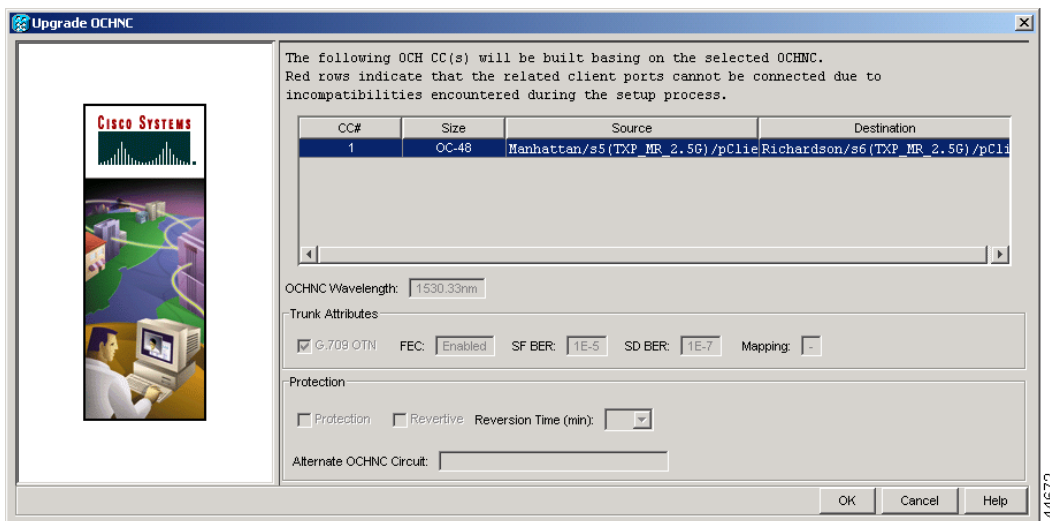 Upgrade OCHNC
CISCO SYSTEMS
The following OCH CC(s) will be built basing on the selected OCHNC.
Red rows indicate that the related client ports cannot be connected due to
incompatibilities encountered during the setup process.
CC# Size Source Destination
1 OC-48 Manhattan/s5(TXP_MR_2.5G)/pClie Richardson/s6(TXP_MR_2.5G)/pCli
OCHNC Wavelength: 1530.33nm
Trunk Attributes
G.709 OTN FEC: Enabled SF BER: 1E-5 SD BER: 1E-7 Mapping: -
Protection
Protection Revertive Reversion Time (min):
Alternate OCHNC Circuit:
OK Cancel Help